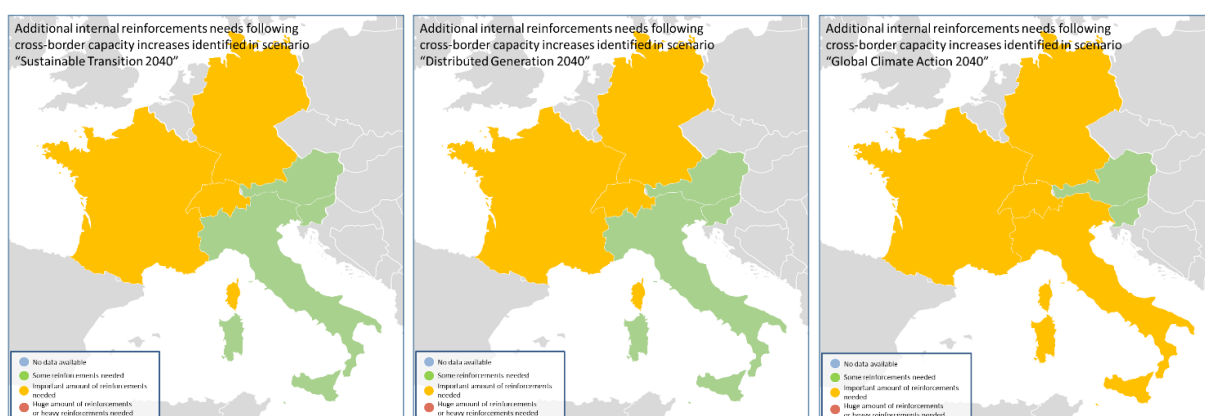 Additional internal reinforcements needs following
cross-border capacity increases identified in scenario
“Sustainable Transition 2040”
No data available
Some reinforcements needed
Important amount of reinforcements
needed
Huge amount of reinforcements
or heavy reinforcements needed
Additional internal reinforcements needs following
cross-border capacity increases identified in scenario
“Distributed Generation 2040”
No data available
Some reinforcements needed
Important amount of reinforcements
needed
Huge amount of reinforcements
or heavy reinforcements needed
Additional internal reinforcements needs following
cross-border capacity increases identified in scenario
“Global Climate Action 2040”
No data available
Some reinforcements needed
Important amount of reinforcements
needed
Huge amount of reinforcements
or heavy reinforcements needed